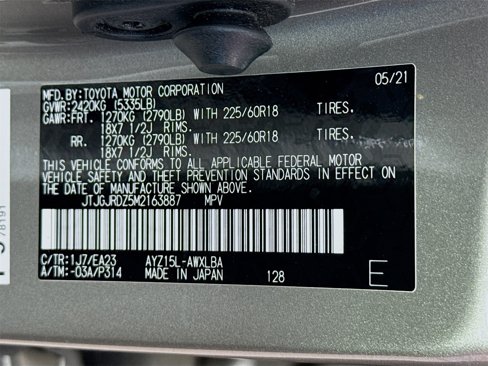 MFD.BY:TOYOTA MOTOR CORPORATION 05/21
GVWR:2420KG (5335LB)
GAWR:FRT. 1270KG (2790LB) WITH 225/60R18 TIRES.
18X7 1/2J RIMS.
RR. 1270KG (2790LB) WITH 225/60R18 TIRES.
18X7 1/2J RIMS.
THIS VEHICLE CONFORMS TO ALL APPLICABLE FEDERAL MOTOR
VEHICLE SAFETY AND THEFT PREVENTION STANDARDS IN EFFECT ON
THE DATE OF MANUFACTURE SHOWN ABOVE.
JTJGJRDZ5M2163887 MPV
C/TR:1J7/EA23 AYZ15L-AWXLBA
A/TM:-03A/P314 MADE IN JAPAN 128 E
78191